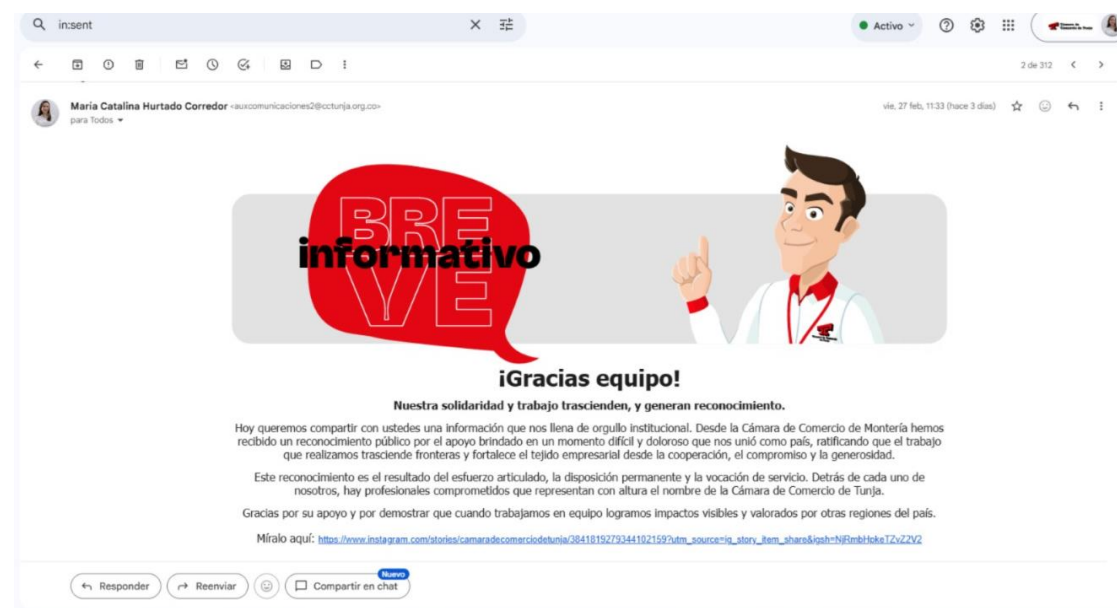 in:sent
Activo
2 de 312
María Catalina Hurtado Corredor <auxcomunicaciones2@cctunja.org.co>
vie, 27 feb, 11:33 (hace 3 días)
para Todos
BRE
informativo
VE
¡Gracias equipo!
Nuestra solidaridad y trabajo trascienden, y generan reconocimiento.
Hoy queremos compartir con ustedes una información que nos llena de orgullo institucional. Desde la Cámara de Comercio de Montería hemos
recibido un reconocimiento público por el apoyo brindado en un momento difícil y doloroso que nos unió como país, ratificando que el trabajo
que realizamos trasciende fronteras y fortalece el tejido empresarial desde la cooperación, el compromiso y la generosidad.
Este reconocimiento es el resultado del esfuerzo articulado, la disposición permanente y la vocación de servicio. Detrás de cada uno de
nosotros, hay profesionales comprometidos que representan con altura el nombre de la Cámara de Comercio de Tunja.
Gracias por su apoyo y por demostrar que cuando trabajamos en equipo logramos impactos visibles y valorados por otras regiones del país.
Míralo aquí: https://www.instagram.com/stories/camaradecomerciodetunja/3841819279344102159?utm_source=ig_story_item_share&igsh=NjRmbHpkeTZvZ2V2
Nuevo
Responder
Reenviar
Compartir en chat